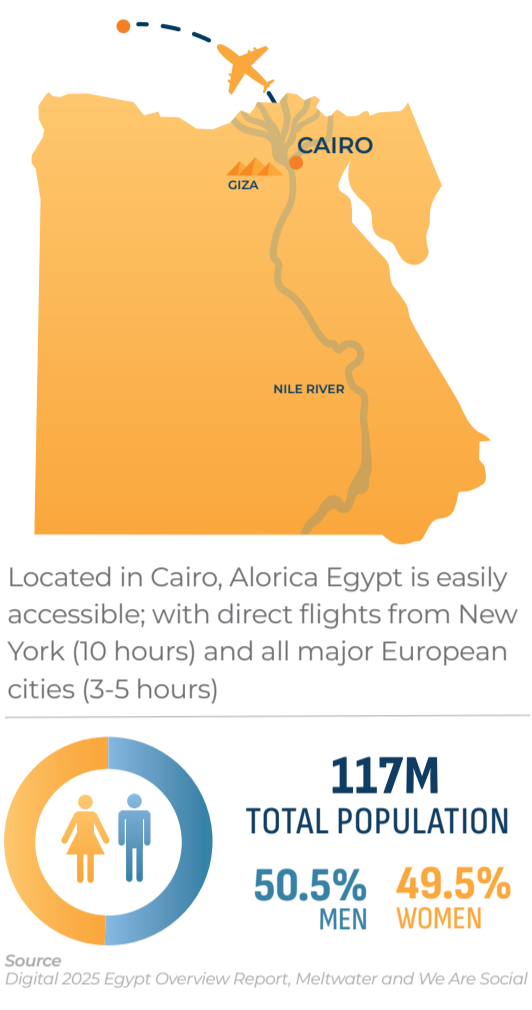 CAIRO
GIZA
NILE RIVER
Located in Cairo, Alorica Egypt is easily
accessible; with direct flights from New
York (10 hours) and all major European
cities (3-5 hours)
117M
TOTAL POPULATION
50.5%
MEN
49.5%
WOMEN
Source
Digital 2025 Egypt Overview Report, Meltwater and We Are Social